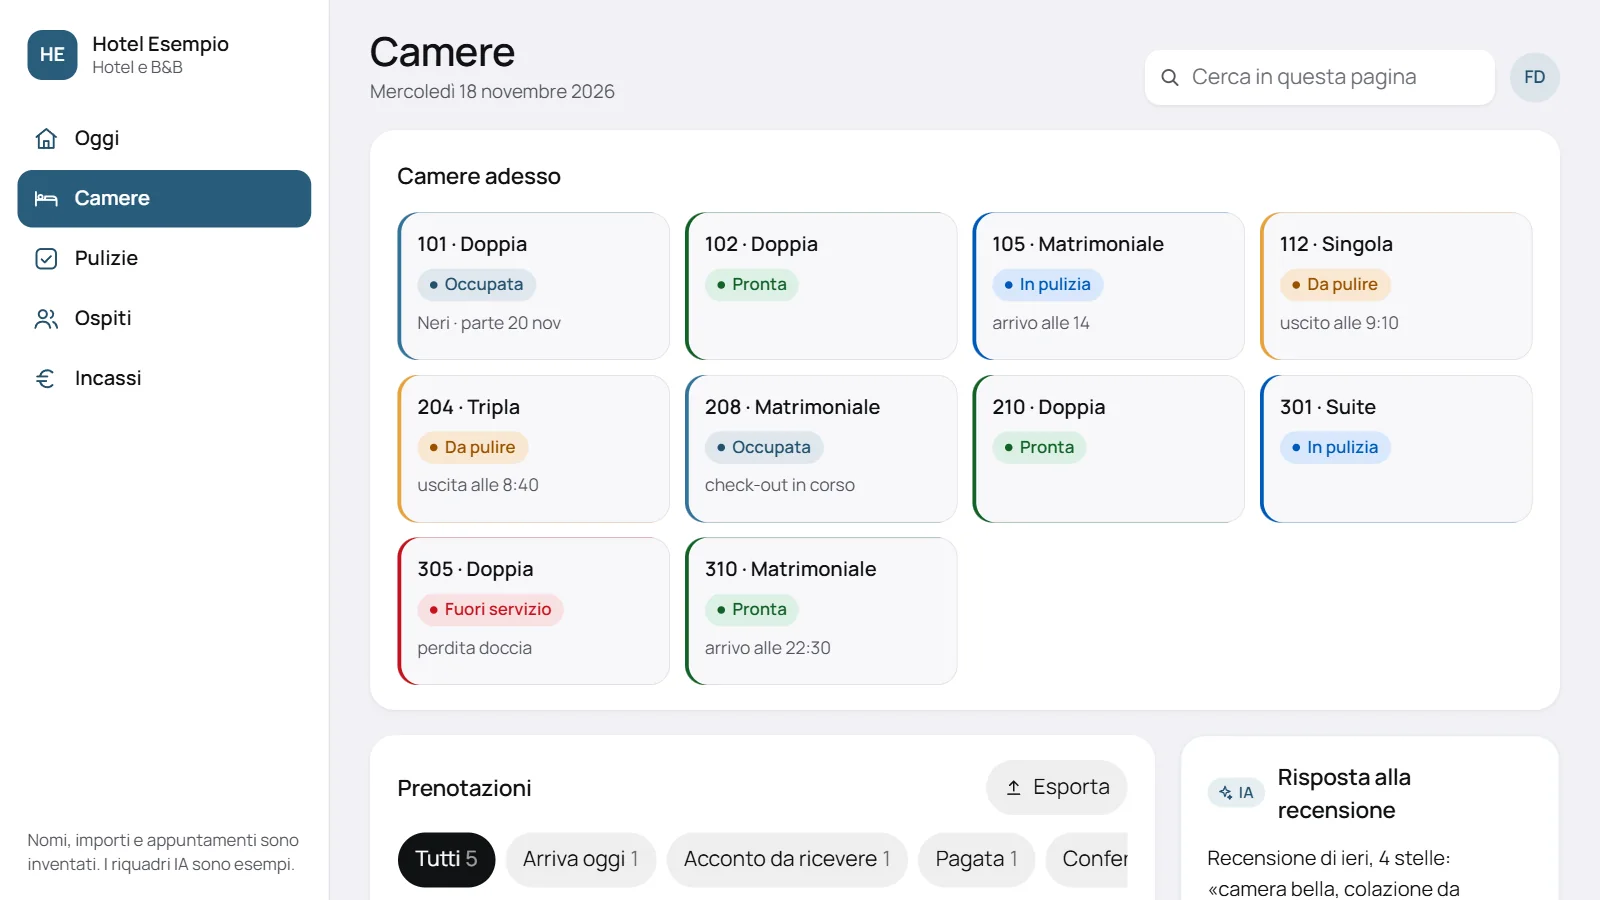 HE
Hotel Esempio
Hotel e B&B
Oggi
Camere
Pulizie
Ospiti
Incassi
Nomi, importi e appuntamenti sono
inventati. I riquadri IA sono esempi.
Camere
Mercoledì 18 novembre 2026
Cerca in questa pagina
FD
Camere adesso
101 · Doppia
Occupata
Neri · parte 20 nov
102 · Doppia
Pronta
105 · Matrimoniale
In pulizia
arrivo alle 14
112 · Singola
Da pulire
uscito alle 9:10
204 · Tripla
Da pulire
uscita alle 8:40
208 · Matrimoniale
Occupata
check-out in corso
210 · Doppia
Pronta
301 · Suite
In pulizia
305 · Doppia
Fuori servizio
perdita doccia
310 · Matrimoniale
Pronta
arrivo alle 22:30
Prenotazioni
Esporta
Tutti 5
Arriva oggi 1
Acconto da ricevere 1
Pagata 1
Confer
IA
Risposta alla
recensione
Recensione di ieri, 4 stelle:
«camera bella, colazione da